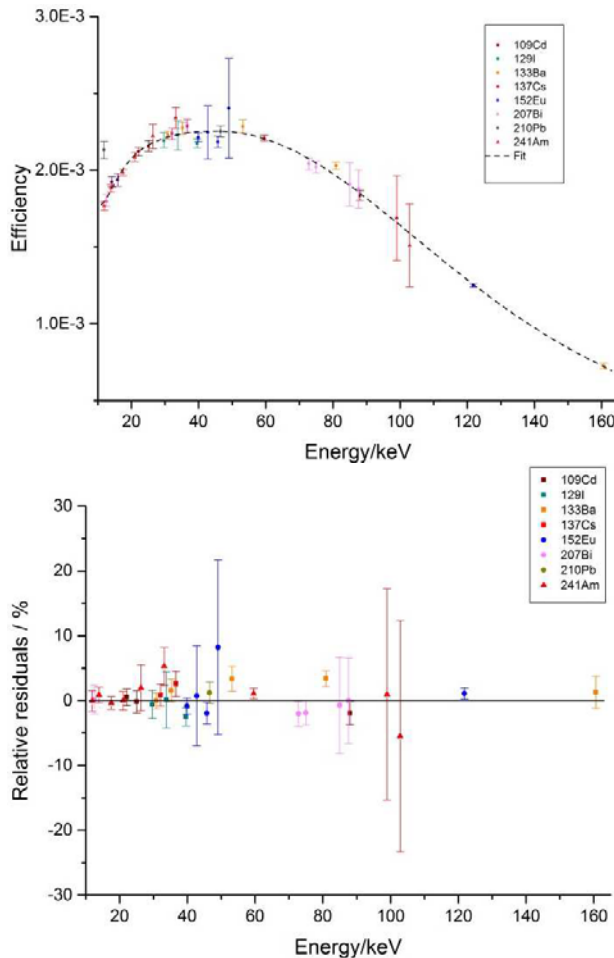 3.0E-3
2.0E-3
1.0E-3
Efficiency
109Cd
129I
133Ba
137Cs
152Eu
207Bi
210Pb
241Am
Fit
20 40 60 80 100 120 140 160
Energy/keV
30
20
10
0
-10
-20
-30
Relative residuals / %
109Cd
129I
133Ba
137Cs
152Eu
207Bi
210Pb
241Am
20 40 60 80 100 120 140 160
Energy/keV